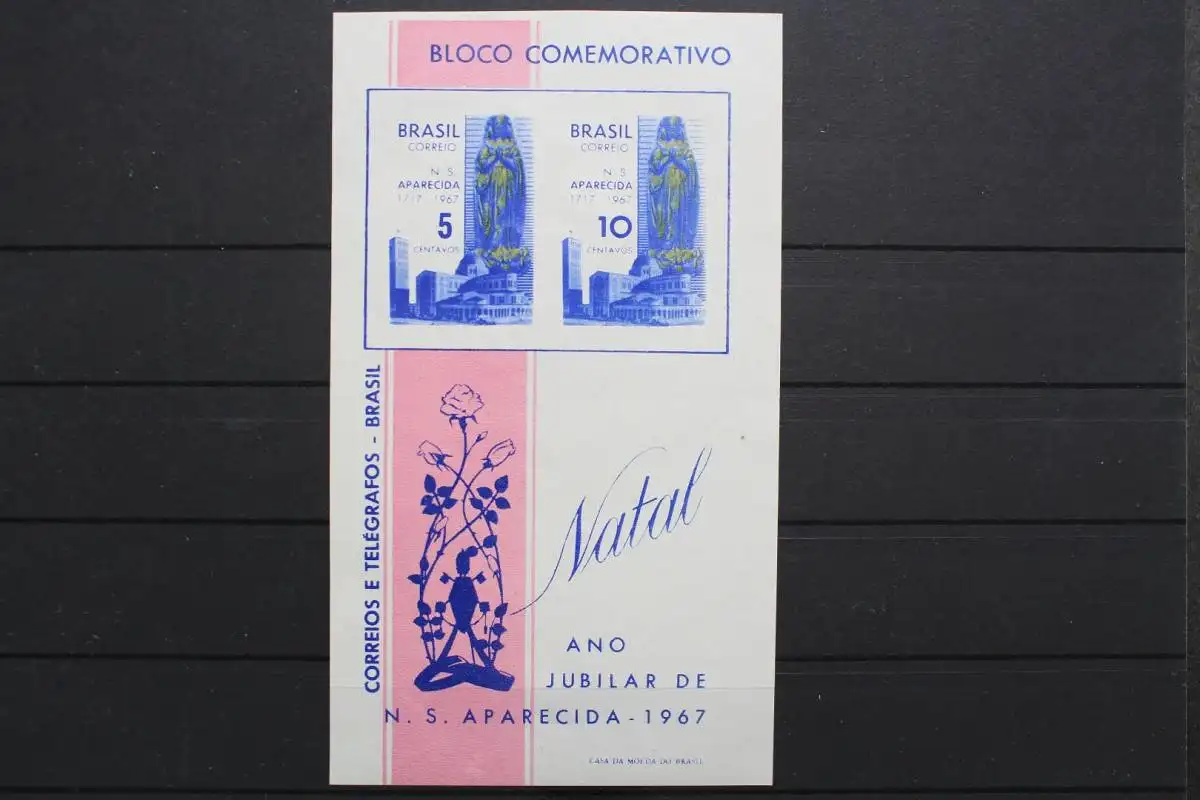 BLOCO COMEMORATIVO
BRASIL
CORREIO
N. S.
APARECIDA
1717 - 1967
5
CENTAVOS
BRASIL
CORREIO
N. S.
APARECIDA
1717 - 1967
10
CENTAVOS
CORREIOS E TELÉGRAFOS - BRASIL
Natal
ANO
JUBILAR DE
N. S. APARECIDA - 1967
CASA DA MOEDA DO BRASIL